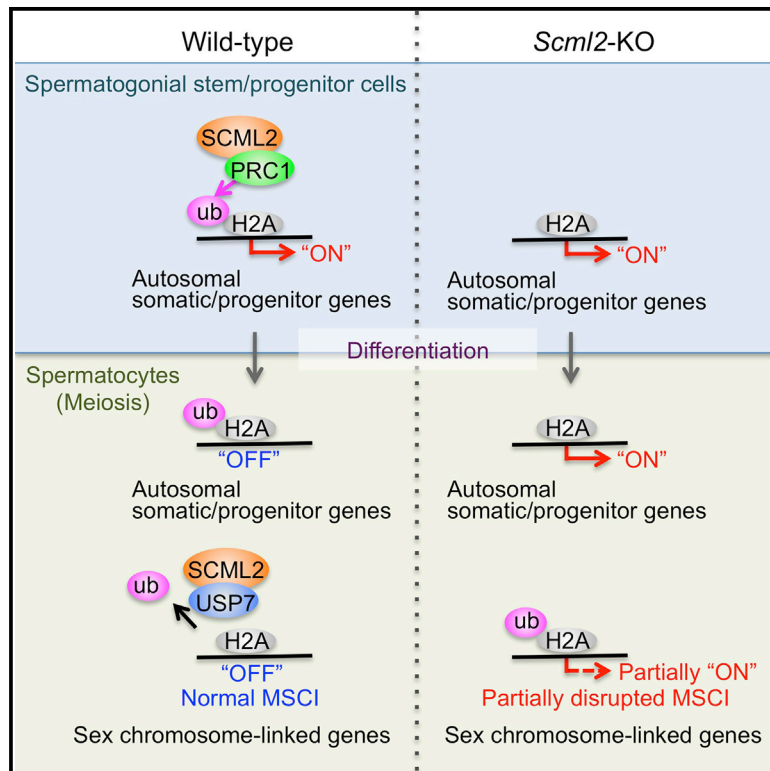 Wild-type
Scml2-KO
Spermatogonial stem/progenitor cells
SCML2
PRC1
ub
H2A
“ON”
Autosomal
somatic/progenitor genes
H2A
“ON”
Autosomal
somatic/progenitor genes
Differentiation
Spermatocytes
(Meiosis)
ub
H2A
“OFF”
Autosomal
somatic/progenitor genes
H2A
“ON”
Autosomal
somatic/progenitor genes
SCML2
ub
USP7
H2A
“OFF”
Normal MSCI
Sex chromosome-linked genes
ub
H2A
Partially “ON”
Partially disrupted MSCI
Sex chromosome-linked genes